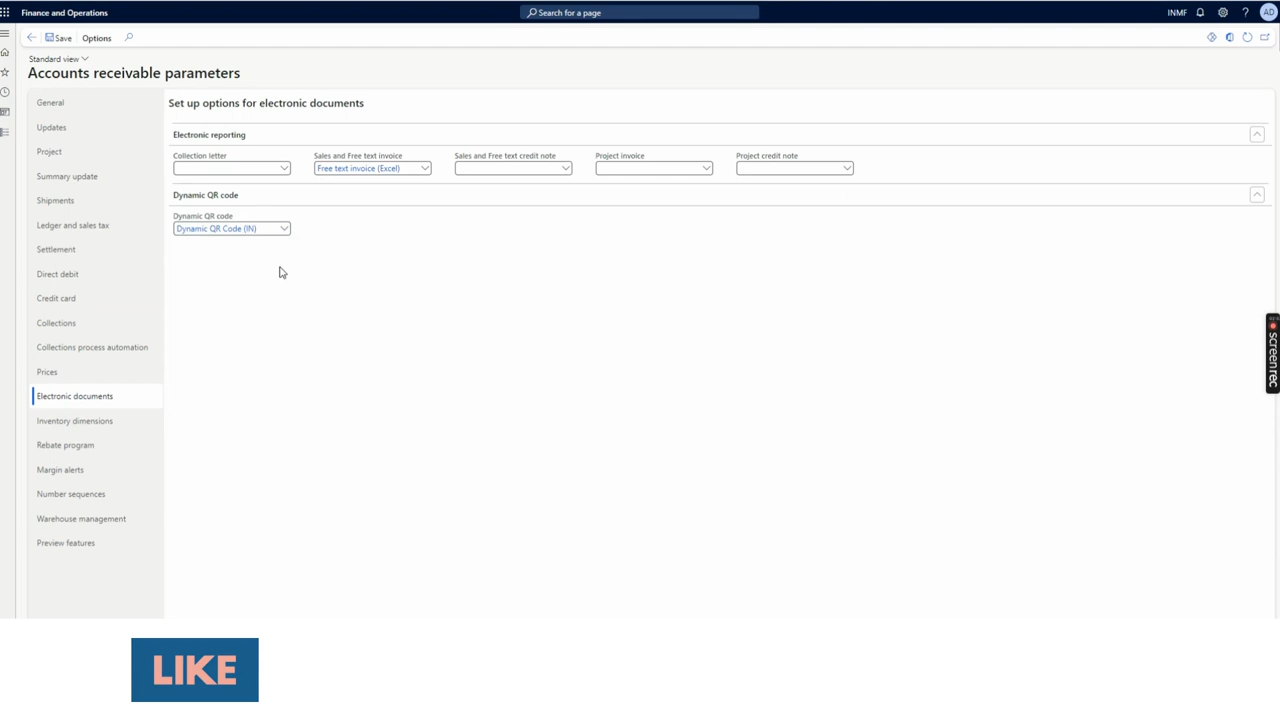 Finance and Operations
Search for a page
INMF
?
AD
Save
Options
Standard view
Accounts receivable parameters
General
Updates
Project
Summary update
Shipments
Ledger and sales tax
Settlement
Direct debit
Credit card
Collections
Collections process automation
Prices
Electronic documents
Inventory dimensions
Rebate program
Margin alerts
Number sequences
Warehouse management
Preview features
Set up options for electronic documents
Electronic reporting
Collection letter
Sales and Free text invoice
Free text invoice (Excel)
Sales and Free text credit note
Project invoice
Project credit note
Dynamic QR code
Dynamic QR code
Dynamic QR Code (IN)
screenrec
LIKE